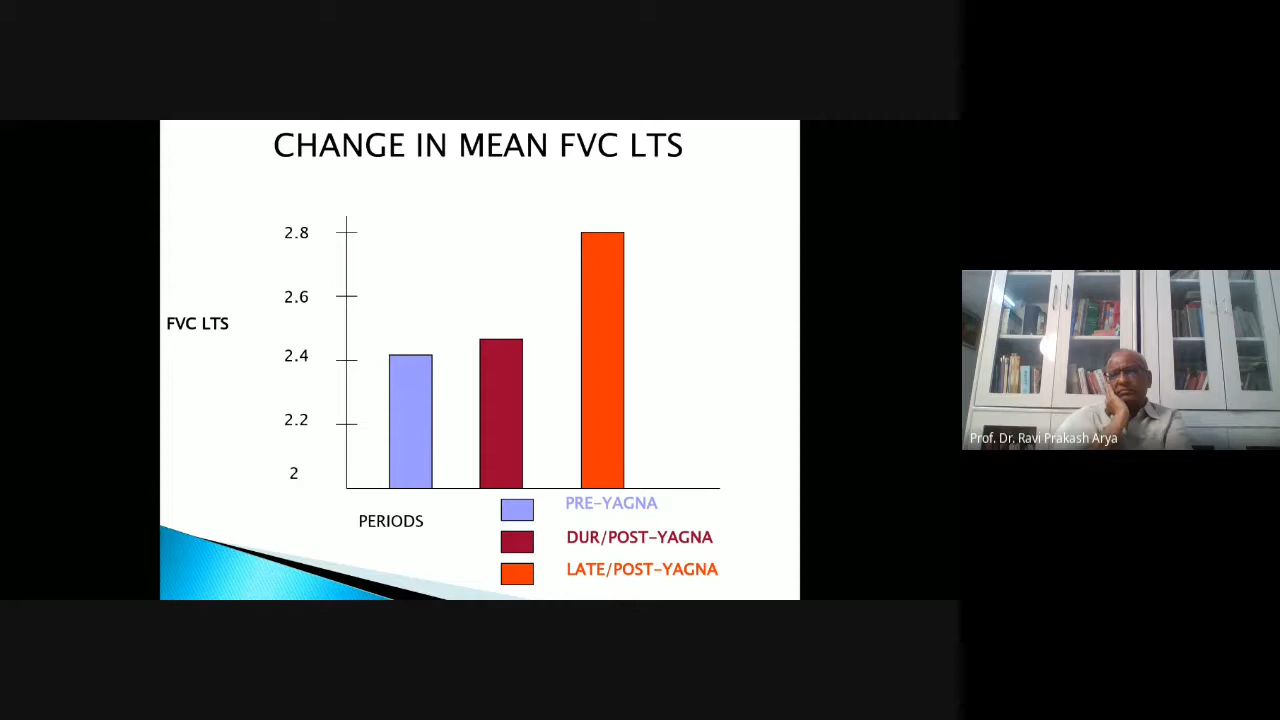 CHANGE IN MEAN FVC LTS
2.8
2.6
FVC LTS
2.4
2.2
2
PRE-YAGNA
PERIODS
DUR/POST-YAGNA
LATE/POST-YAGNA
Prof. Dr. Ravi Prakash Arya